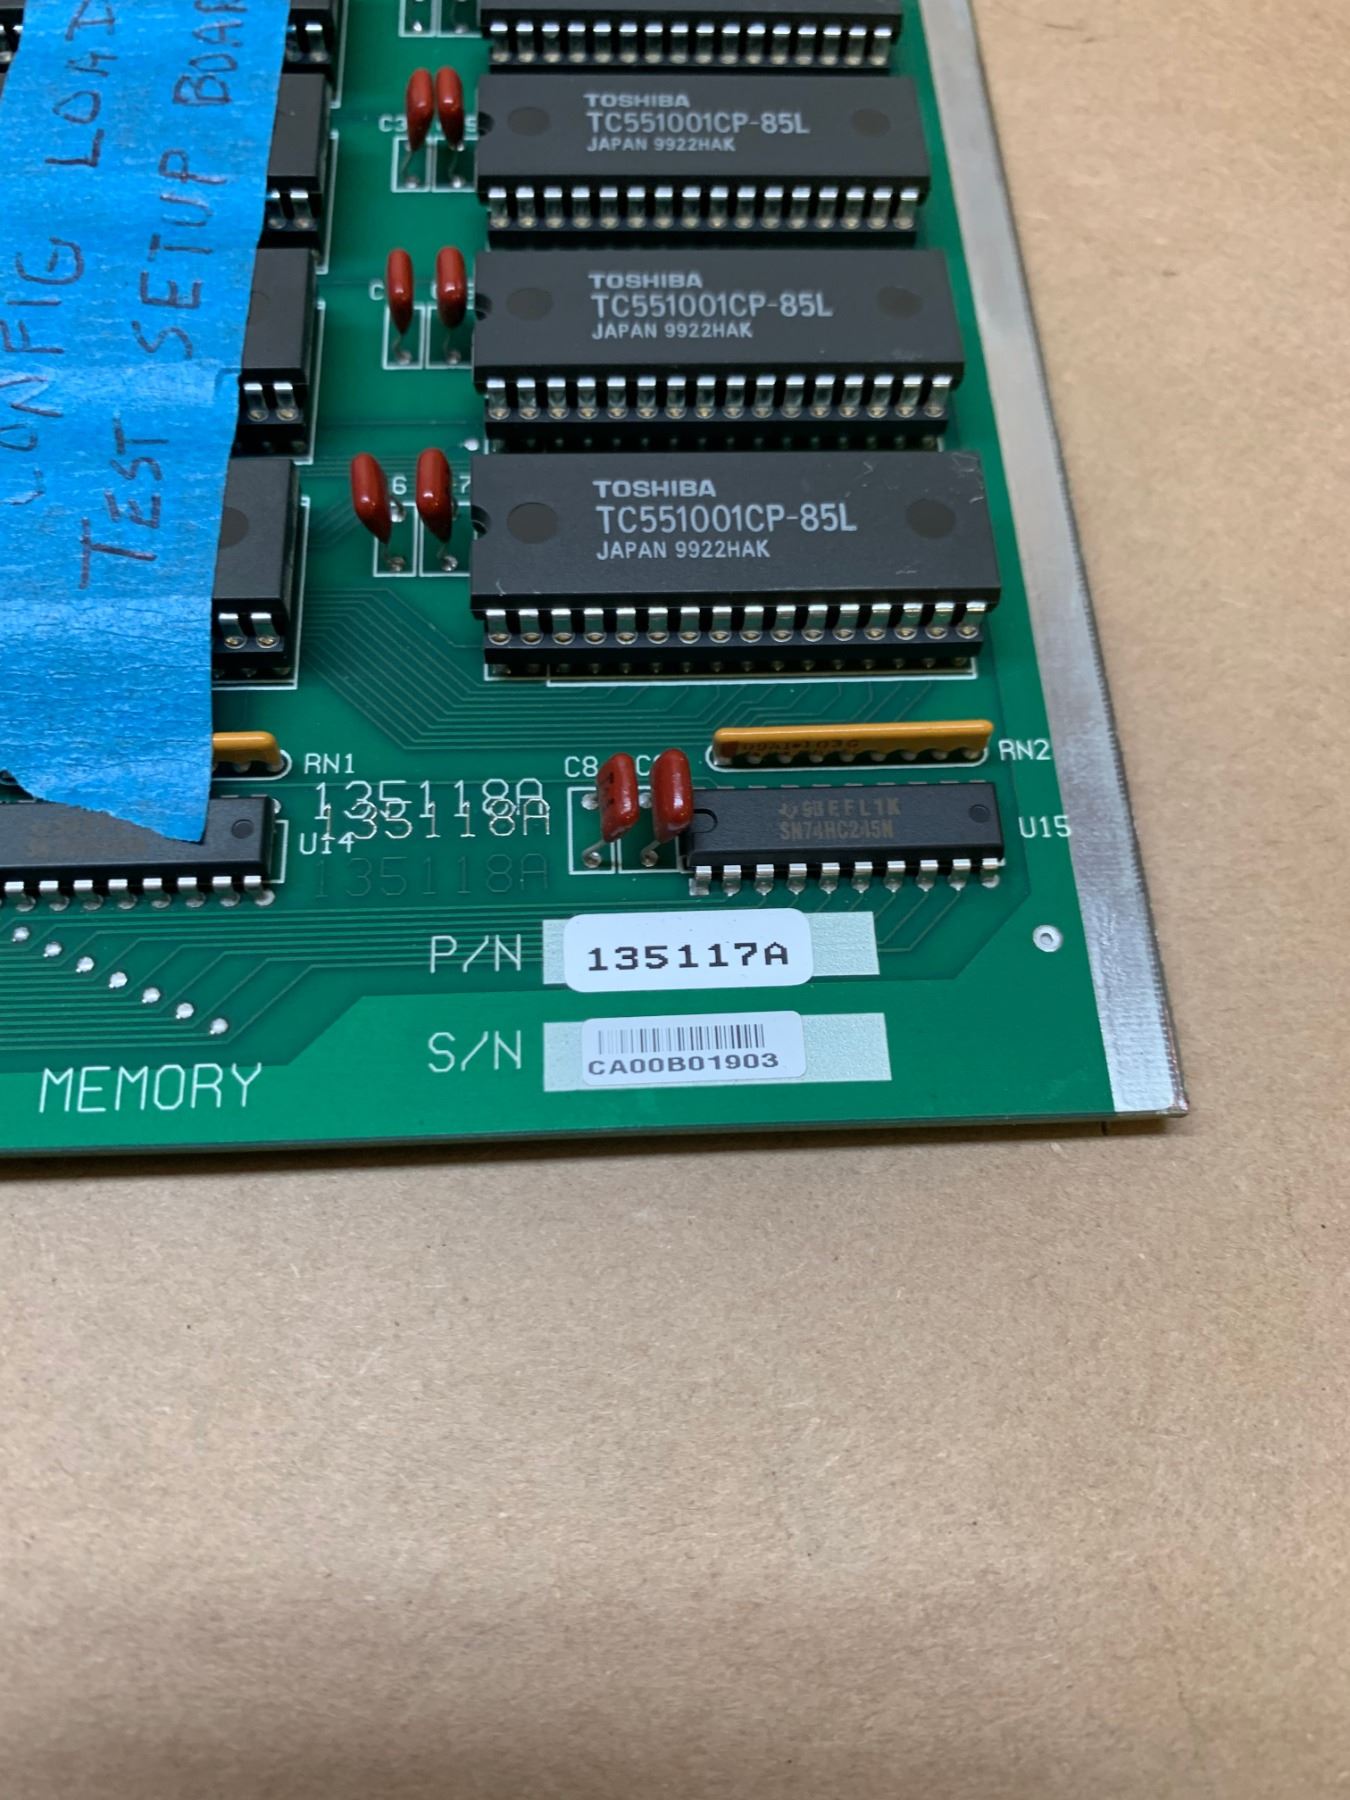 CONFIG LOAD
TEST SETUP BOAR
TOSHIBA
TC551001CP-85L
JAPAN 9922HAK
TOSHIBA
TC551001CP-85L
JAPAN 9922HAK
TOSHIBA
TC551001CP-85L
JAPAN 9922HAK
RN1
RN2
C8
135118A
135118A
135118A
U14
SN74HC245N
U15
P/N
135117A
S/N
CA00B01903
MEMORY